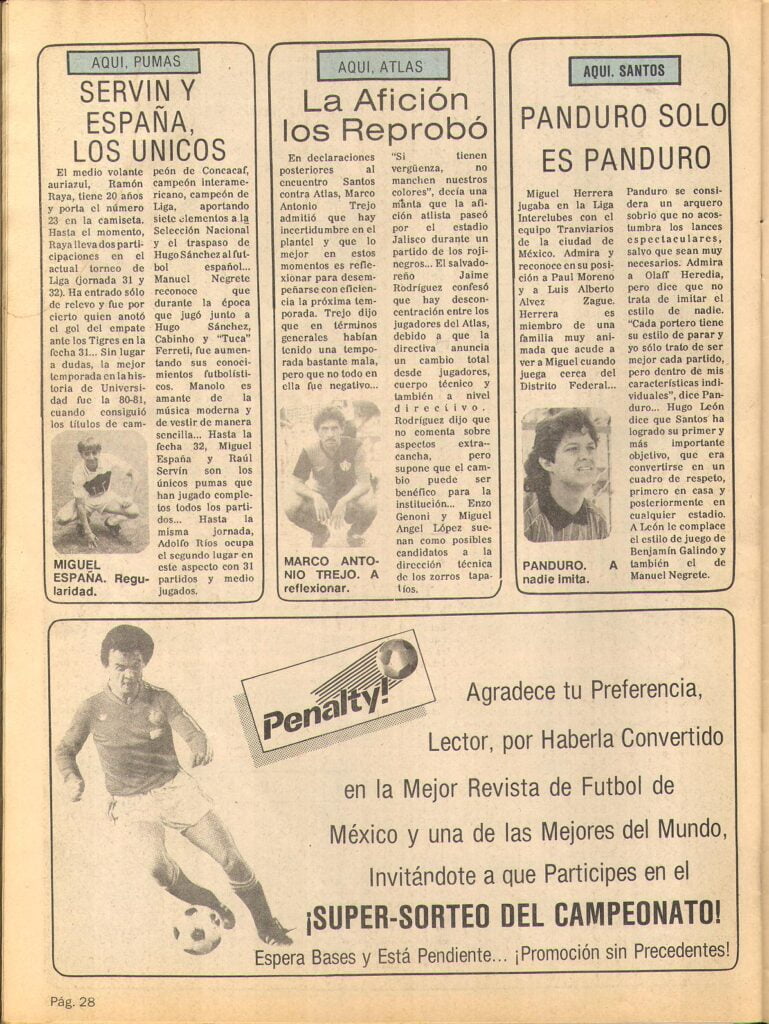 AQUI, PUMAS
SERVIN Y
ESPAÑA,
LOS UNICOS
El medio volante
auriazul, Ramón
Raya, tiene 20 años
y porta el número
23 en la camiseta.
Hasta el momento,
Raya lleva dos parti-
cipaciones en el
actual torneo de
Liga (jornada 31 y
32). Ha entrado sólo
de relevo y fue por
cierto quien anotó
el gol del empate
ante los Tigres en la
fecha 31... Sin lugar
a dudas, la mejor
temporada en la his-
toria de Universi-
dad fue la 80-81,
cuando consiguió
los títulos de cam-
MIGUEL
ESPAÑA. Regu-
laridad.
peón de Concacaf,
campeón interame-
ricano, campeón de
Liga, aportando
siete elementos a la
Selección Nacional
y el traspaso de
Hugo Sánchez al fut-
bol español...
Manuel Negrete
reconoce que
durante la época
que jugó junto a
Hugo Sánchez,
Cabinho y "Tuca"
Ferreti, fue aumen-
tando sus conoci-
mientos futbolísti-
cos. Manolo es
amante de la
música moderna y
de vestir de manera
sencilla... Hasta la
fecha 32, Miguel
España y Raúl
Servín son los
únicos pumas que
han jugado comple-
tos todos los parti-
dos... Hasta la
misma jornada,
Adolfo Ríos ocupa
el segundo lugar en
este aspecto con 31
partidos y medio
jugados.
AQUI, ATLAS
La Afición
los Reprobó
En declaraciones
posteriores al
encuentro Santos
contra Atlas, Marco
Antonio Trejo
admitió que hay
incertidumbre en el
plantel y que lo
mejor en estos
momentos es refle-
xionar para desem-
peñarse con eficien-
cia la próxima tem-
porada. Trejo dijo
que en términos
generales habían
tenido una tempo-
rada bastante mala,
pero que no todo en
ella fue negativo...
MARCO ANTO-
NIO TREJO. A
reflexionar.
"Si tienen
vergüenza, no
manchen nuestros
colores", decía una
manta que la afi-
ción atlista paseó
por el estadio
Jalisco durante un
partido de los roji-
negros... El salvado-
reño Jaime
Rodríguez confesó
que hay descon-
centración entre los
jugadores del Atlas,
debido a que la
directiva anuncia
un cambio total
desde jugadores,
cuerpo técnico y
también a nivel
directivo.
Rodríguez dijo que
no comenta sobre
aspectos extra-
cancha, pero
supone que el cam-
bio puede ser
benéfico para la
institución... Enzo
Genoni y Miguel
Angel López sue-
nan como posibles
candidatos a la
dirección técnica
de los zorros tapa-
tíos.
AQUI. SANTOS
PANDURO SOLO
ES PANDURO
Miguel Herrera
jugaba en la Liga
Interclubes con el
equipo Tranviarios
de la ciudad de
México. Admira y
reconoce en su posi-
ción a Paul Moreno
y a Luis Alberto
Alvez Zague.
Herrera es
miembro de una
familia muy ani-
mada que acude a
ver a Miguel cuando
juega cerca del
Distrito Federal...
PANDURO. A
nadie imita.
Panduro se consi-
dera un arquero
sobrio que no acos-
tumbra los lances
espectaculares,
salvo que sean muy
necesarios. Admira
a Olaff Heredia,
pero dice que no
trata de imitar el
estilo de nadie.
"Cada portero tiene
su estilo de parar y
yo sólo trato de ser
mejor cada partido,
pero dentro de mis
características indi-
viduales", dice Pan-
duro... Hugo León
dice que Santos ha
logrado su primer y
más importante
objetivo, que era
convertirse en un
cuadro de respeto,
primero en casa y
posteriormente en
cualquier estadio.
A León le complace
el estilo de juego de
Benjamín Galindo y
también el de
Manuel Negrete.
Penalty!
Agradece tu Preferencia,
Lector, por Haberla Convertido
en la Mejor Revista de Futbol de
México y una de las Mejores del Mundo,
Invitándote a que Participes en el
¡SUPER-SORTEO DEL CAMPEONATO!
Espera Bases y Está Pendiente... ¡Promoción sin Precedentes!
Pág. 28